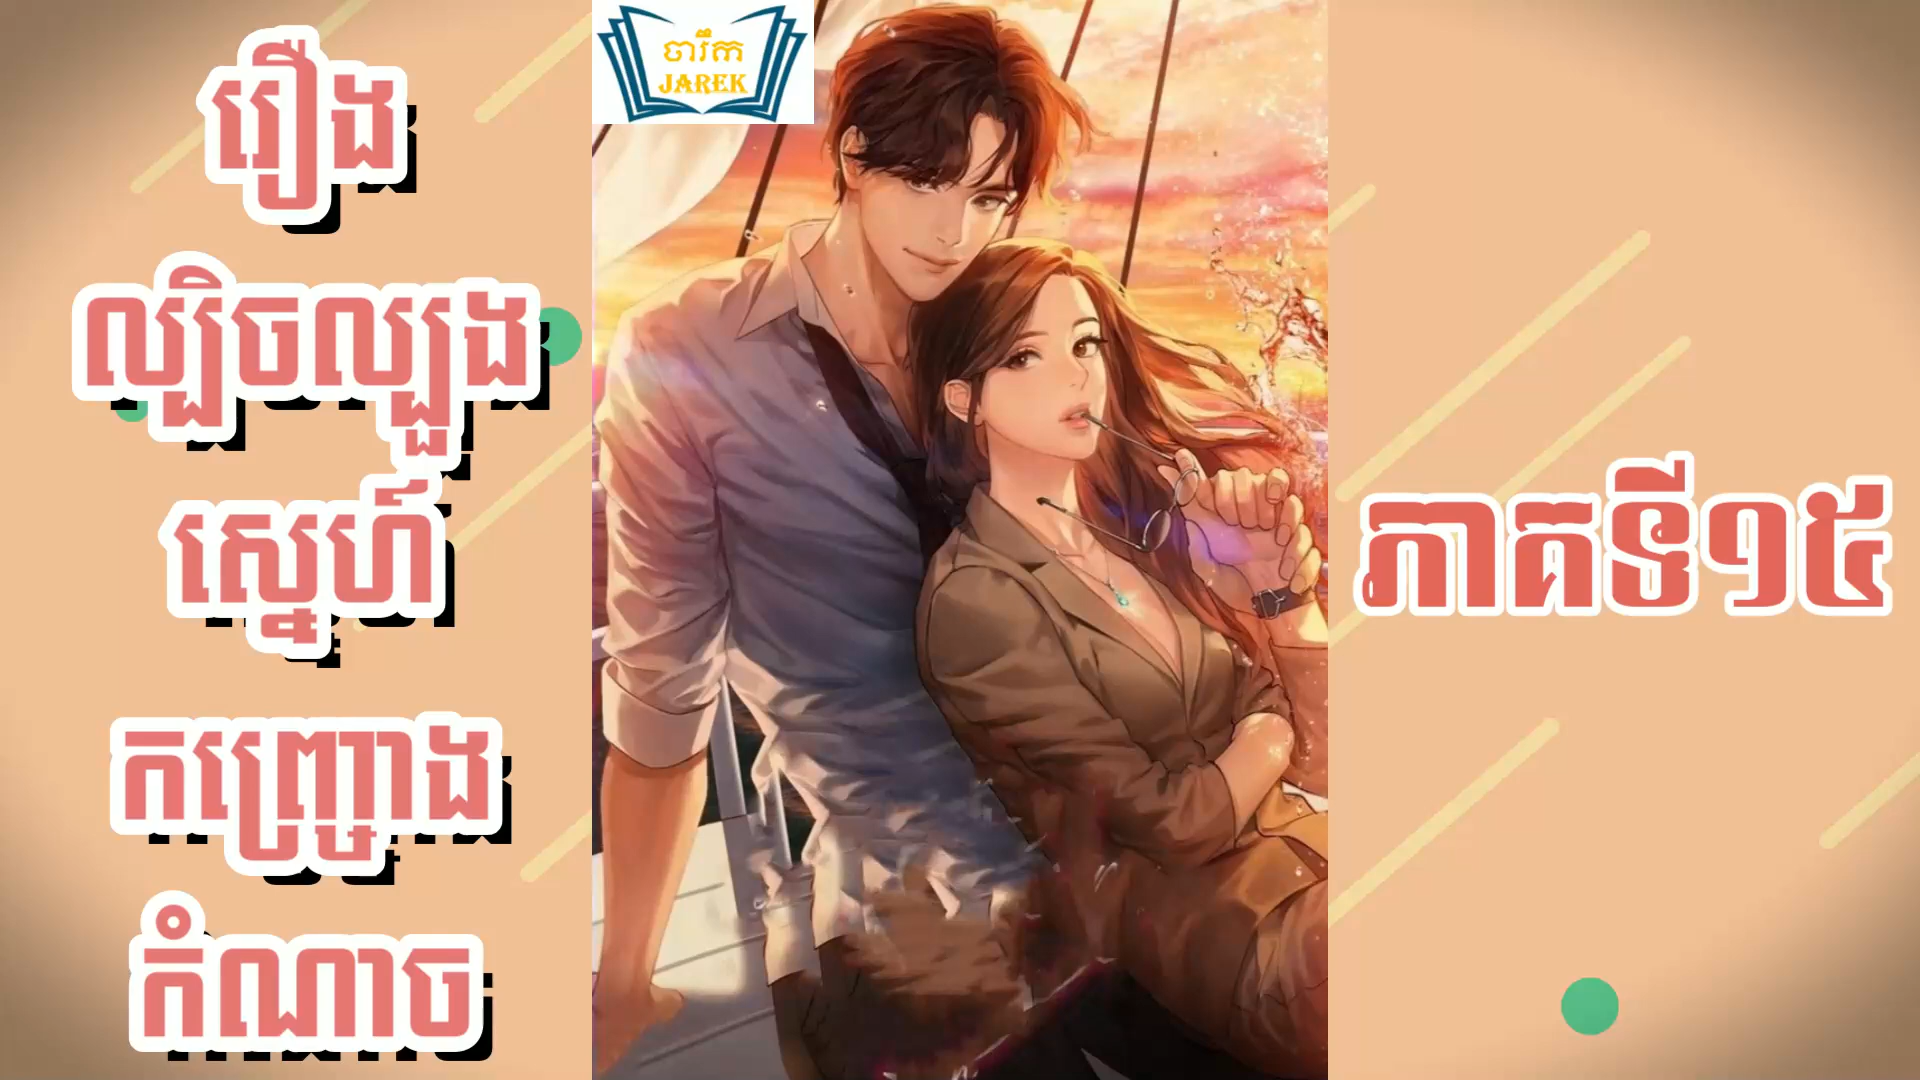 រឿង
ល្បិចល្បួង
ស្នេហ៍
កញ្ជ្រោង
កំណាច
ចារឹក
JAREK
ភាគទី១៥